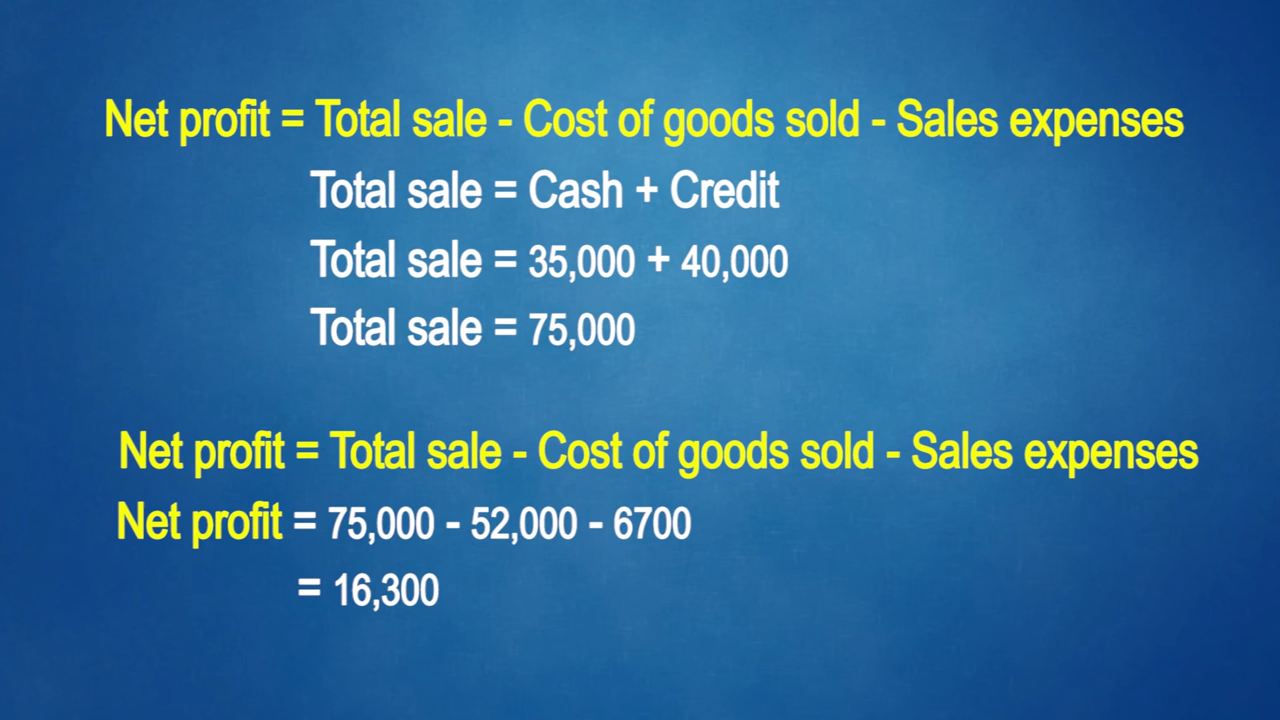 Net profit = Total sale - Cost of goods sold - Sales expenses
Total sale = Cash + Credit
Total sale = 35,000 + 40,000
Total sale = 75,000
Net profit = Total sale - Cost of goods sold - Sales expenses
Net profit = 75,000 - 52,000 - 6700
= 16,300